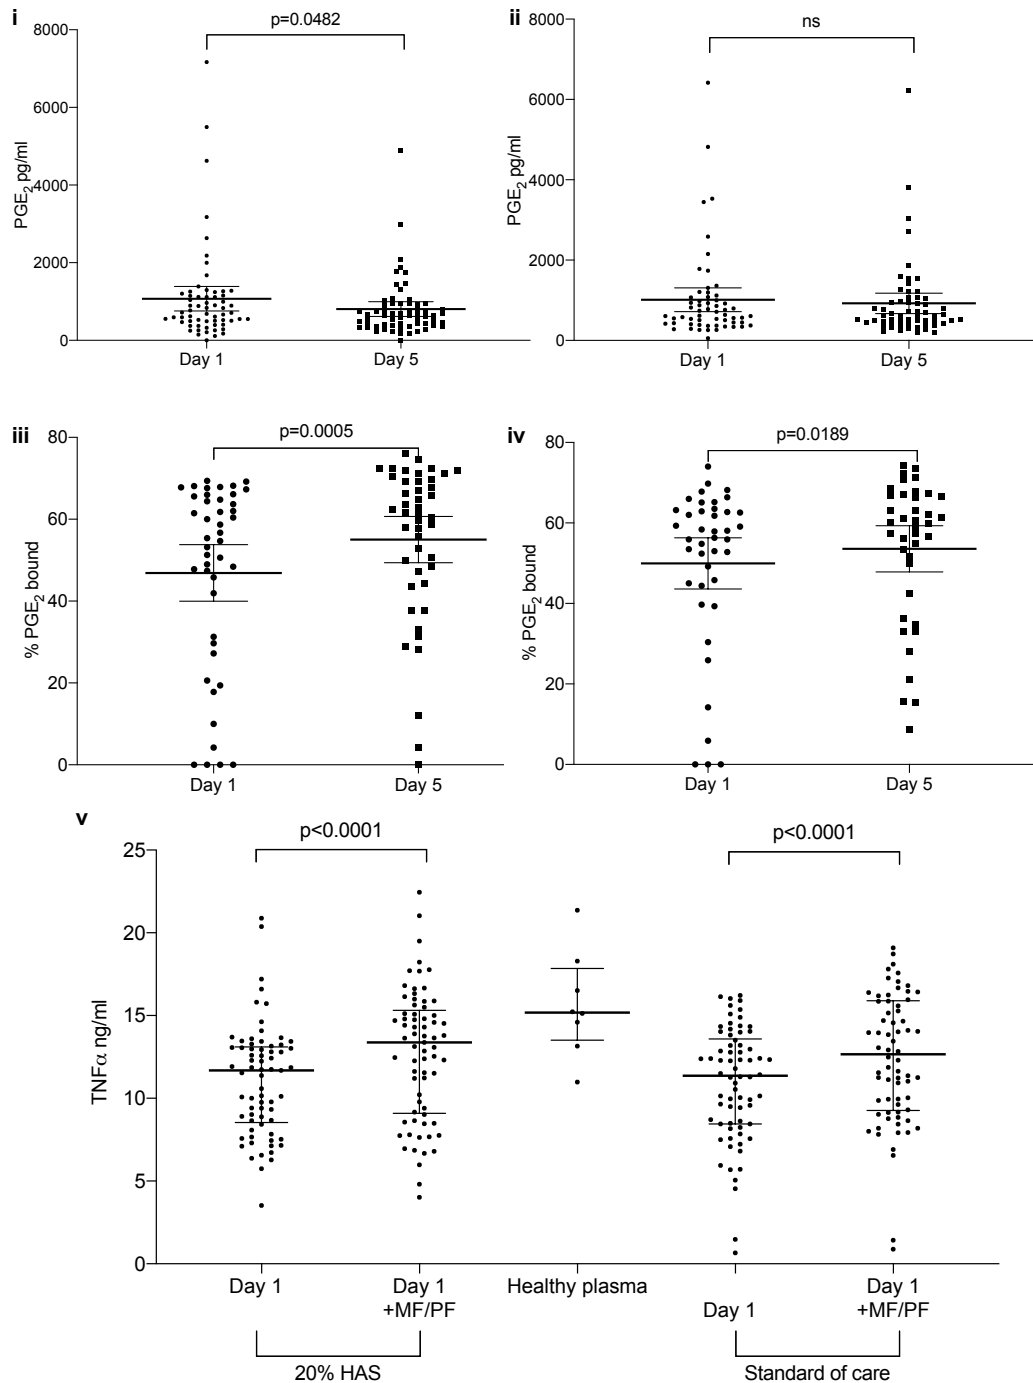 i
p=0.0482
8000
6000
4000
2000
0
PGE2 pg/ml
Day 1
Day 5
ii
ns
8000
6000
4000
2000
0
PGE2 pg/ml
Day 1
Day 5
iii
p=0.0005
80
60
40
20
0
% PGE2 bound
Day 1
Day 5
iv
p=0.0189
80
60
40
20
0
% PGE2 bound
Day 1
Day 5
v
p<0.0001
p<0.0001
25
20
15
10
5
0
TNFα ng/ml
Day 1
Day 1
+MF/PF
Healthy plasma
Day 1
Day 1
+MF/PF
20% HAS
Standard of care